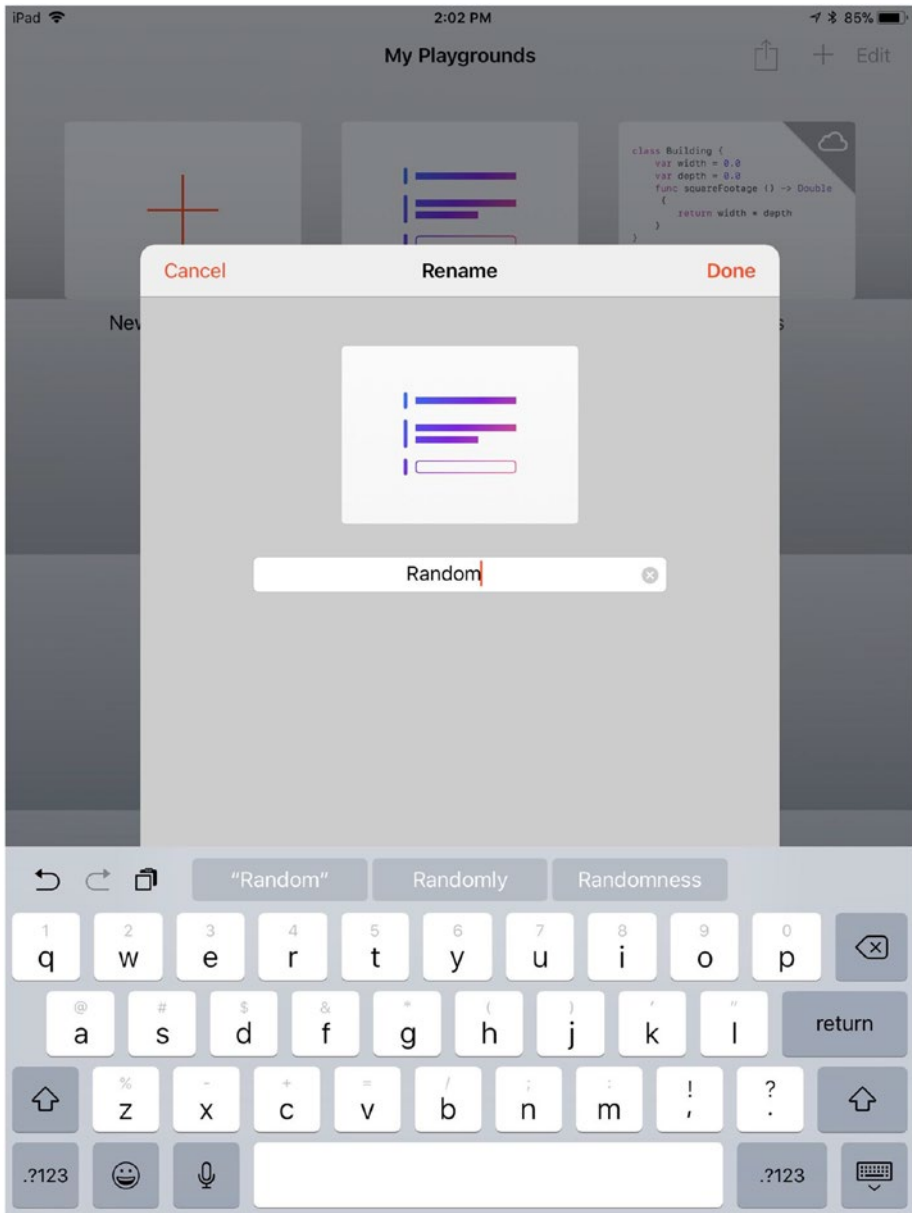 iPad 2:02 PM 85%
My Playgrounds Edit
class Building {
var width = 0.0
var depth = 0.0
func squareFootage () -> Double
{
return width * depth
}
}
Cancel Rename Done
Random
"Random" Randomly Randomness
1 2 3 4 5 6 7 8 9 0
q w e r t y u i o p
@ # $ & * ( ) ' "
a s d f g h j k l return
% - + = / ; : ! ?
z x c v b n m , .
.?123 .?123